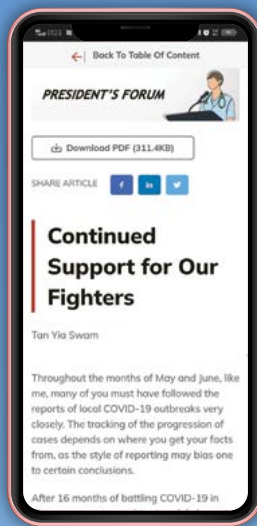 Back To Table Of Content
PRESIDENT'S FORUM
Download PDF (311.4KB)
SHARE ARTICLE
Continued
Support for Our
Fighters
Tan Yia Swam
Throughout the months of May and June, like
me, many of you must have followed the
reports of local COVID-19 outbreaks very
closely. The tracking of the progression of
cases depends on where you get your facts
from, as the style of reporting may bias one
to certain conclusions.
After 16 months of battling COVID-19 in